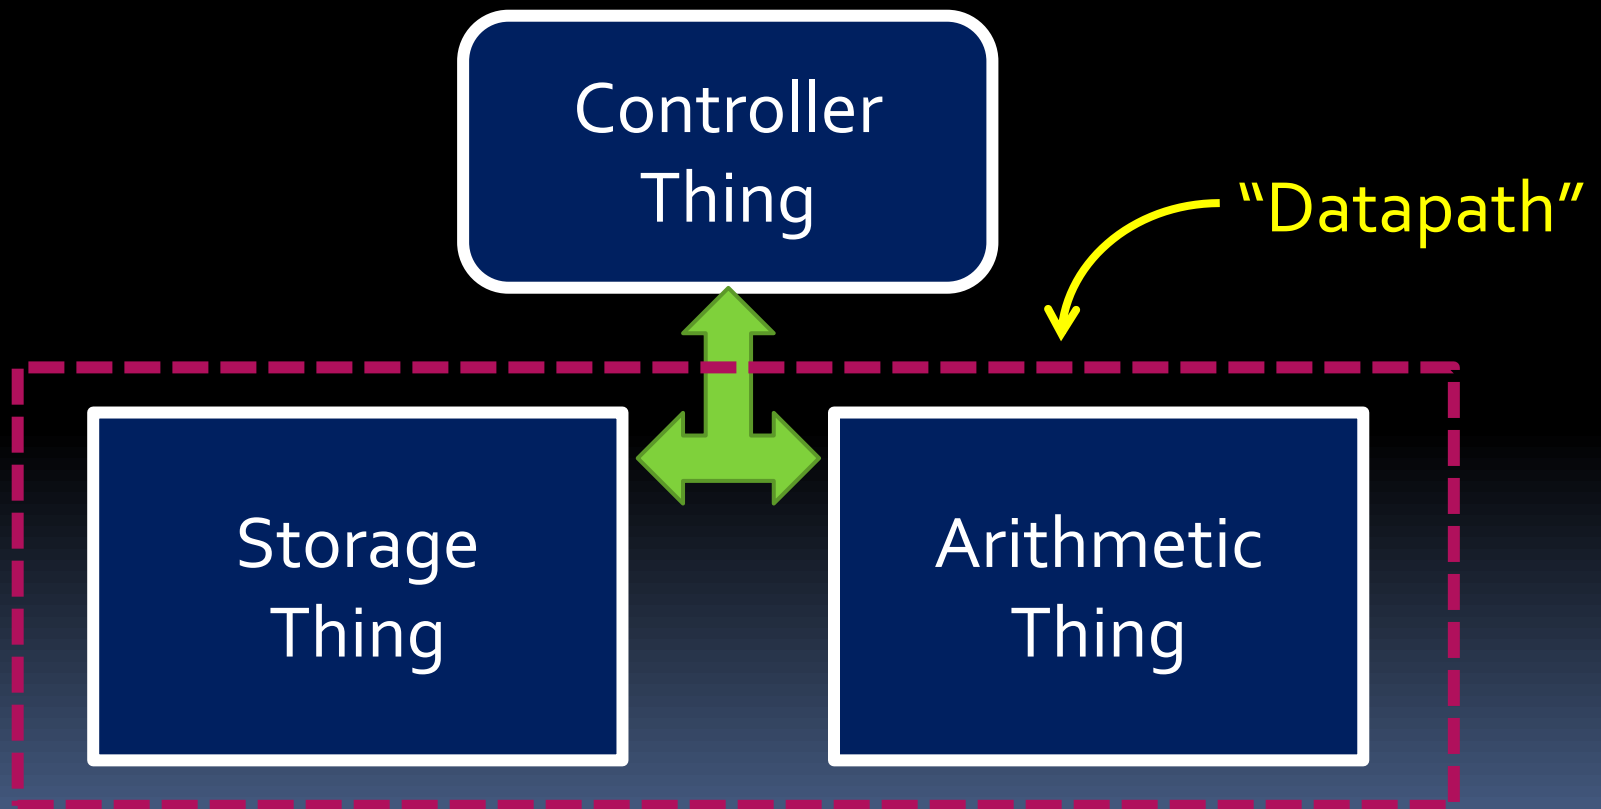 Controller
Thing
“Datapath”
Storage
Thing
Arithmetic
Thing